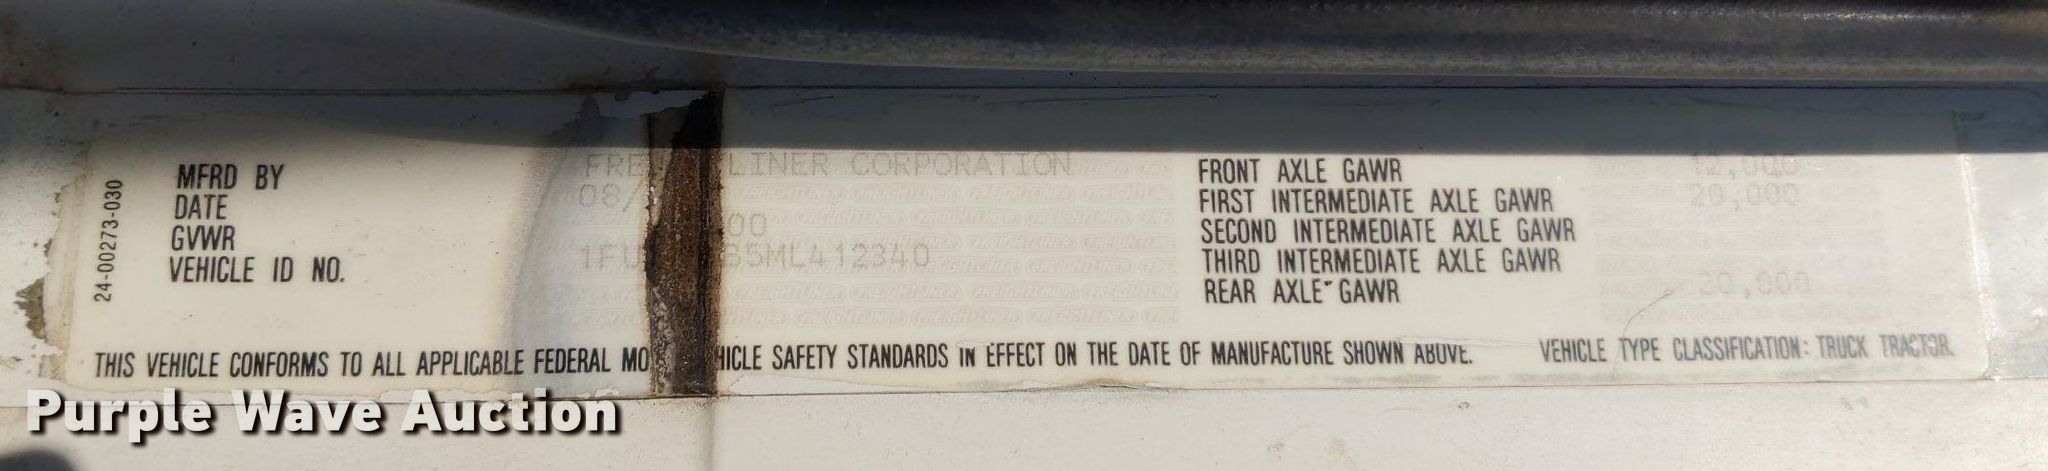 24-00273-030
MFRD BY FRE LINER CORPORATION
DATE 08/
GVWR 00
VEHICLE ID NO. 1FU G5ML412340
FRONT AXLE GAWR 12,000
FIRST INTERMEDIATE AXLE GAWR 20,000
SECOND INTERMEDIATE AXLE GAWR
THIRD INTERMEDIATE AXLE GAWR
REAR AXLE GAWR 20,000
THIS VEHICLE CONFORMS TO ALL APPLICABLE FEDERAL MO HICLE SAFETY STANDARDS IN EFFECT ON THE DATE OF MANUFACTURE SHOWN ABOVE. VEHICLE TYPE CLASSIFICATION: TRUCK TRACTOR
Purple Wave Auction